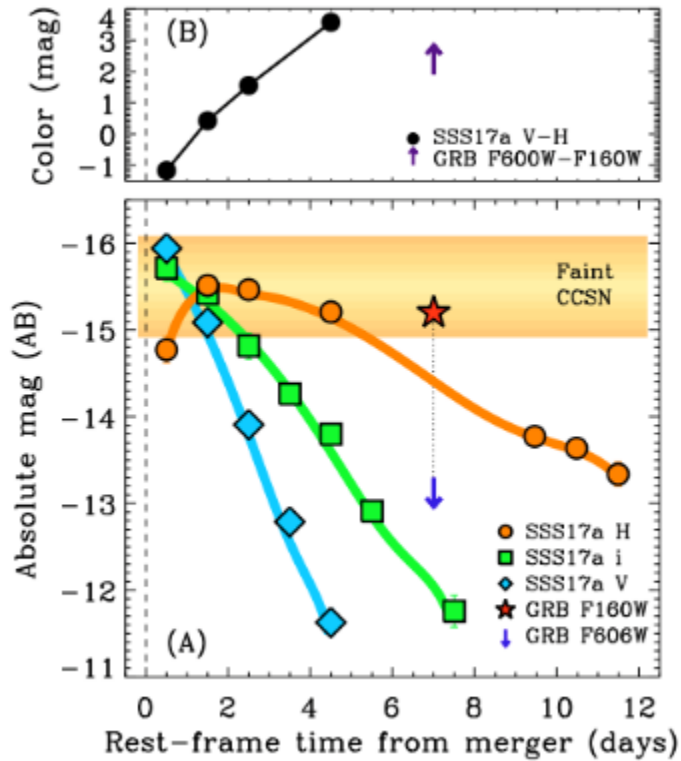 (B)
Color (mag)
4
3
2
1
0
-1
SSS17a V-H
GRB F600W-F160W
Absolute mag (AB)
-16
-15
-14
-13
-12
-11
Faint
CCSN
SSS17a H
SSS17a i
SSS17a V
GRB F160W
GRB F606W
(A)
0 2 4 6 8 10 12
Rest-frame time from merger (days)